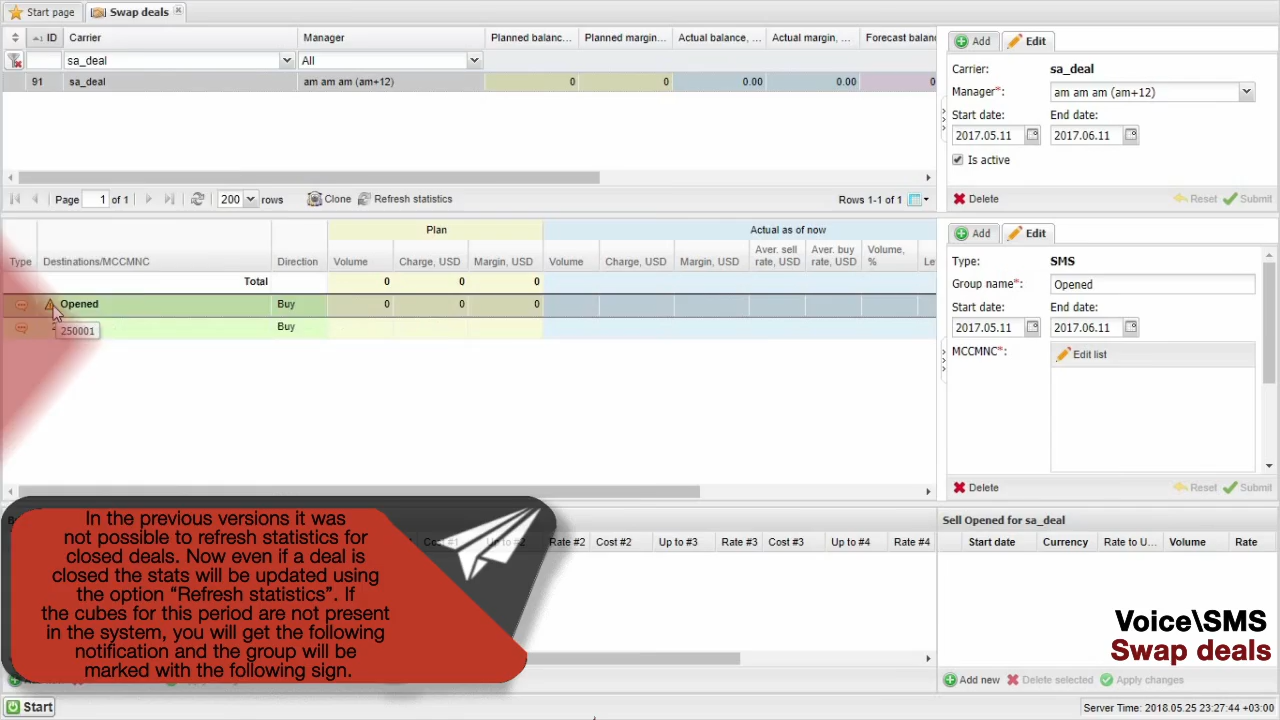 Start page
Swap deals
ID Carrier Manager Planned balanc... Planned margin... Actual balance, ... Actual margin, ... Forecast balanc
sa_deal All
91 sa_deal am am am (am+12) 0 0 0.00 0.00 0
Page 1 of 1 200 rows Clone Refresh statistics Rows 1-1 of 1
Add Edit
Carrier: sa_deal
Manager*: am am am (am+12)
Start date: End date:
2017.05.11 2017.06.11
Is active
Delete Reset Submit
Plan Actual as of now
Type Destinations/MCCMNC Direction Volume Charge, USD Margin, USD Volume Charge, USD Margin, USD Aver. sell rate, USD Aver. buy rate, USD Volume, % Le
Total 0 0 0
Opened Buy 0 0 0
Buy
250001
Add Edit
Type: SMS
Group name*: Opened
Start date: End date:
2017.05.11 2017.06.11
MCCMNC*: Edit list
Delete Reset Submit
In the previous versions it was
not possible to refresh statistics for
closed deals. Now even if a deal is
closed the stats will be updated using
the option “Refresh statistics”. If
the cubes for this period are not present
in the system, you will get the following
notification and the group will be
marked with the following sign.
Rate #2 Cost #2 Up to #3 Rate #3 Cost #3 Up to #4 Rate #4
Sell Opened for sa_deal
Start date Currency Rate to U... Volume Rate
Voice\SMS
Swap deals
Add new Delete selected Apply changes
Start
Server Time: 2018.05.25 23:27:44 +03:00